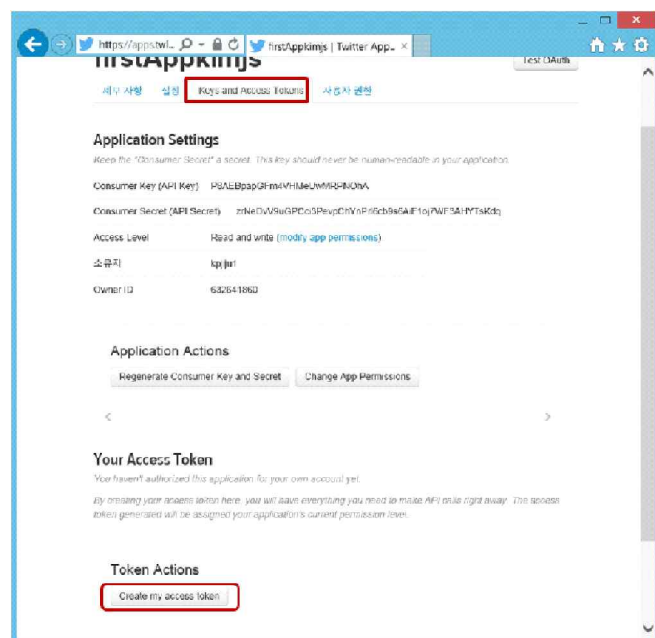 https://apps.twi...
firstAppkimjs | Twitter App...
firstAppkimjs
Test OAuth
세부 사항 설정 Keys and Access Tokens 사용자 권한
Application Settings
Keep the "Consumer Secret" a secret. This key should never be human-readable in your application.
Consumer Key (API Key)
Consumer Secret (API Secret)
Access Level Read and write (modify app permissions)
소유자
Owner ID 632641860
Application Actions
Regenerate Consumer Key and Secret Change App Permissions
Your Access Token
You haven't authorized this application for your own account yet.
By creating your access token here, you will have everything you need to make API calls right away. The access
token generated will be assigned your application's current permission level.
Token Actions
Create my access token